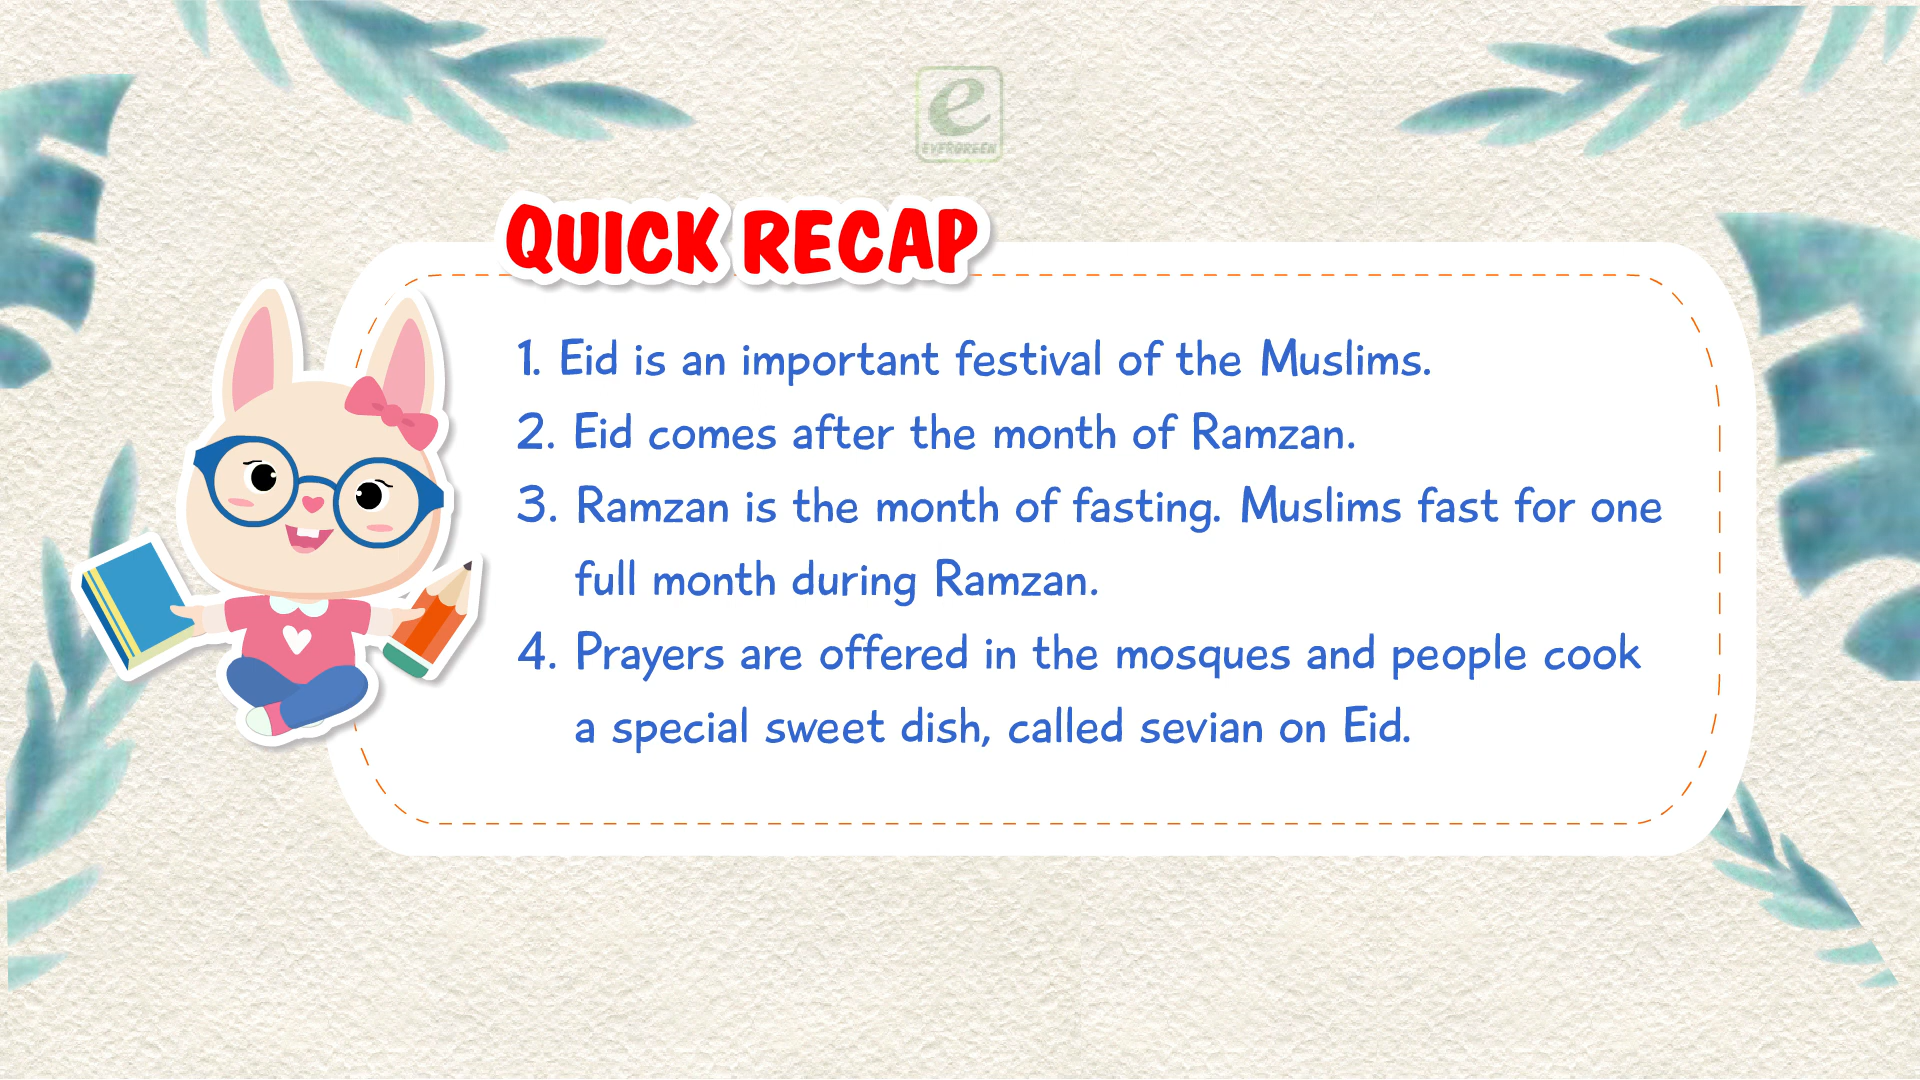 e
EVERGREEN
QUICK RECAP
1. Eid is an important festival of the Muslims.
2. Eid comes after the month of Ramzan.
3. Ramzan is the month of fasting. Muslims fast for one
full month during Ramzan.
4. Prayers are offered in the mosques and people cook
a special sweet dish, called sevian on Eid.